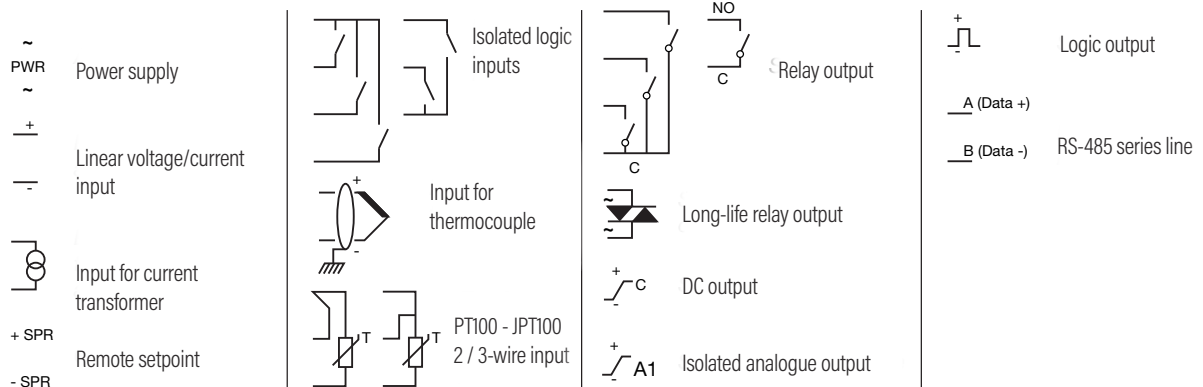 ~
PWR
~
Power supply
+
-
Linear voltage/current
input
Input for current
transformer
+ SPR
- SPR
Remote setpoint
Isolated logic
inputs
+
-
Input for
thermocouple
T
T
PT100 - JPT100
2 / 3-wire input
C
NO
C
Relay output
~
~
Long-life relay output
+
-
C
DC output
+
-
A1
Isolated analogue output
+
-
Logic output
A (Data +)
B (Data -)
RS-485 series line